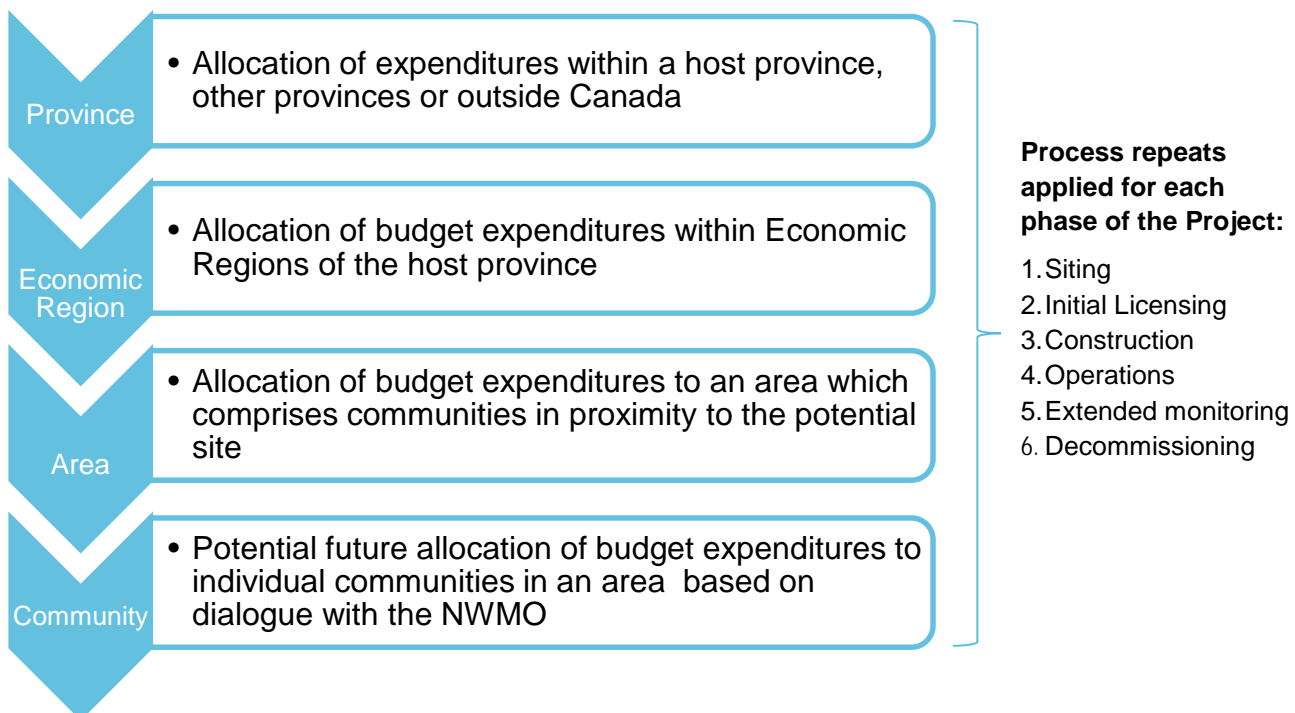 Province
• Allocation of expenditures within a host province,
other provinces or outside Canada
Economic
Region
• Allocation of budget expenditures within Economic
Regions of the host province
Area
• Allocation of budget expenditures to an area which
comprises communities in proximity to the potential
site
Community
• Potential future allocation of budget expenditures to
individual communities in an area  based on
dialogue with the NWMO
Process repeats
applied for each
phase of the Project:
1.Siting
2.Initial Licensing
3.Construction
4.Operations
5.Extended monitoring
6. Decommissioning